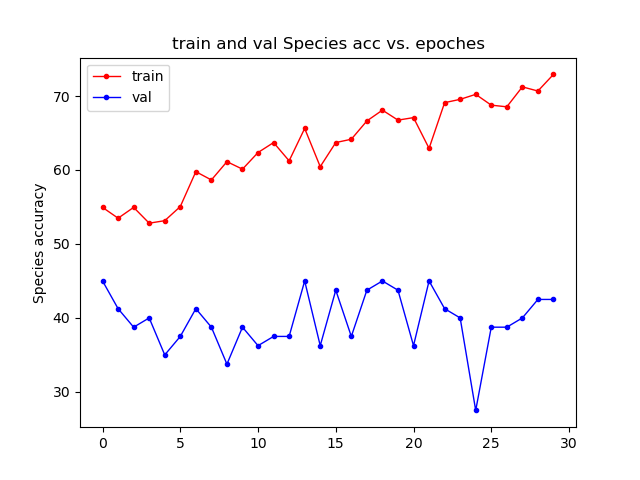 train and val Species acc vs. epoches
train
val
Species accuracy
70
60
50
40
30
0 5 10 15 20 25 30